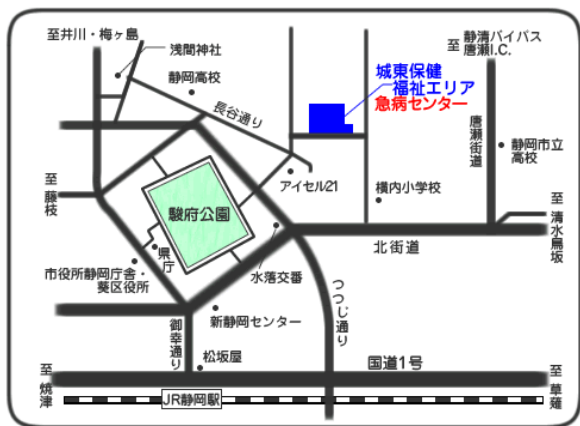 至井川・梅ヶ島
浅間神社
静岡高校
長谷通り
至
静清バイパス
唐瀬I.C.
城東保健
福祉エリア
急病センター
唐瀬街道
静岡市立
高校
アイセル21
横内小学校
至
藤枝
駿府公園
県庁
市役所静岡庁舎・
葵区役所
水落交番
北街道
至
清水鳥坂
つつじ通り
御幸通り
新静岡センター
松坂屋
国道1号
至
焼津
JR静岡駅
至
草薙